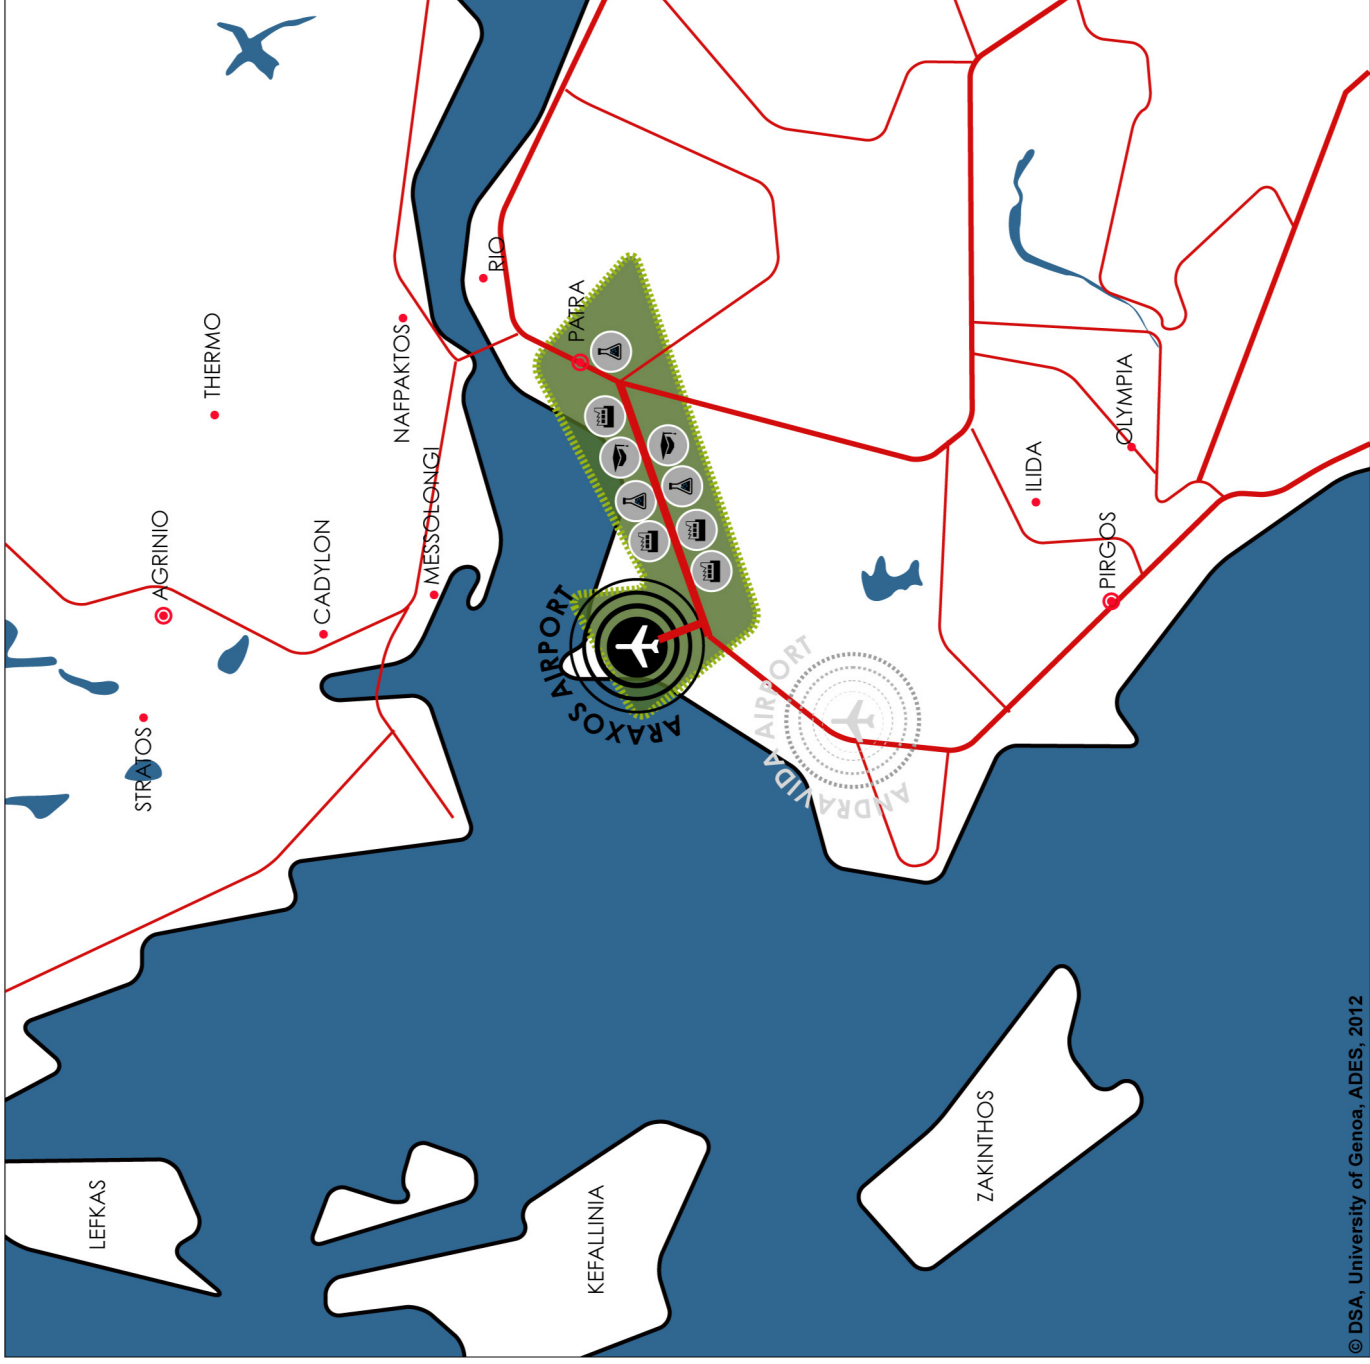 LEFKAS
STRATOS
AGRINIO
THERMO
CADYLON
NAFPAKTOS
MESSOLONGI
RIO
PATRA
KEFALLINIA
ARAXOS AIRPORT
ANDRAVIDA AIRPORT
ZAKINTHOS
ILIDA
OLYMPIA
PIRGOS
© DSA, University of Genoa, ADES, 2012